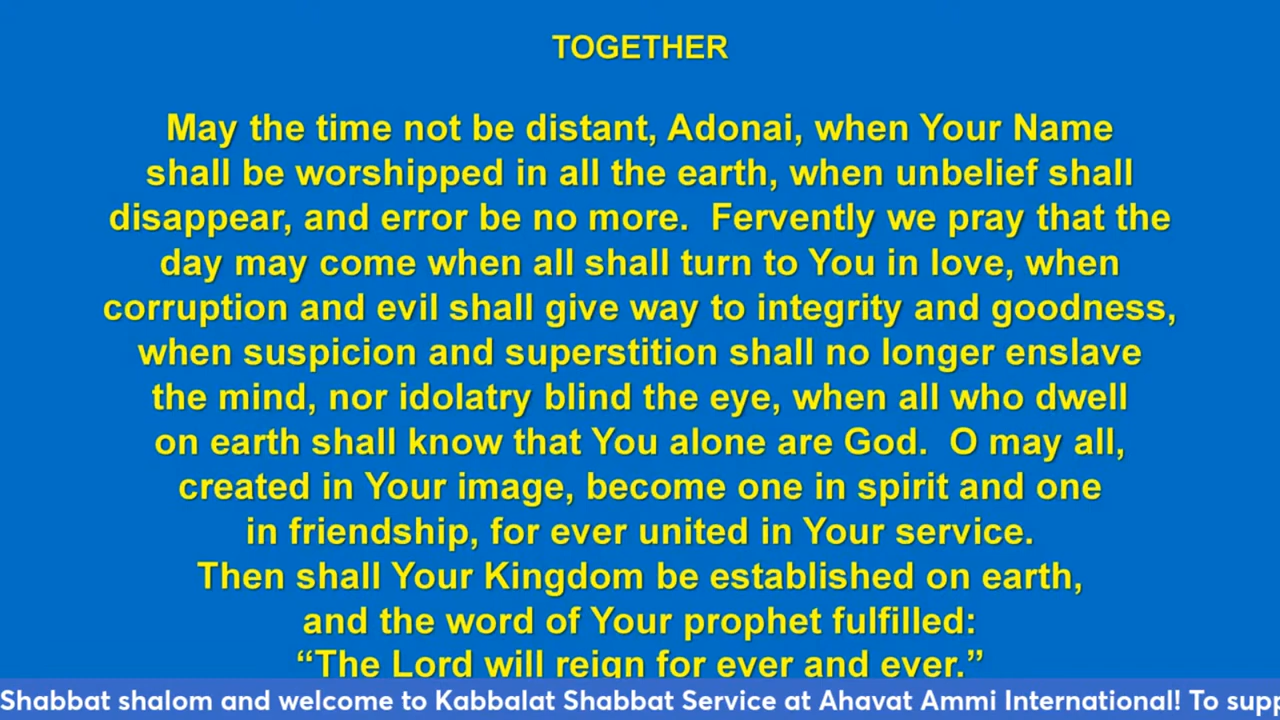 TOGETHER
May the time not be distant, Adonai, when Your Name
shall be worshipped in all the earth, when unbelief shall
disappear, and error be no more.  Fervently we pray that the
day may come when all shall turn to You in love, when
corruption and evil shall give way to integrity and goodness,
when suspicion and superstition shall no longer enslave
the mind, nor idolatry blind the eye, when all who dwell
on earth shall know that You alone are God.  O may all,
created in Your image, become one in spirit and one
in friendship, for ever united in Your service.
Then shall Your Kingdom be established on earth,
and the word of Your prophet fulfilled:
“The Lord will reign for ever and ever.”
Shabbat shalom and welcome to Kabbalat Shabbat Service at Ahavat Ammi International! To